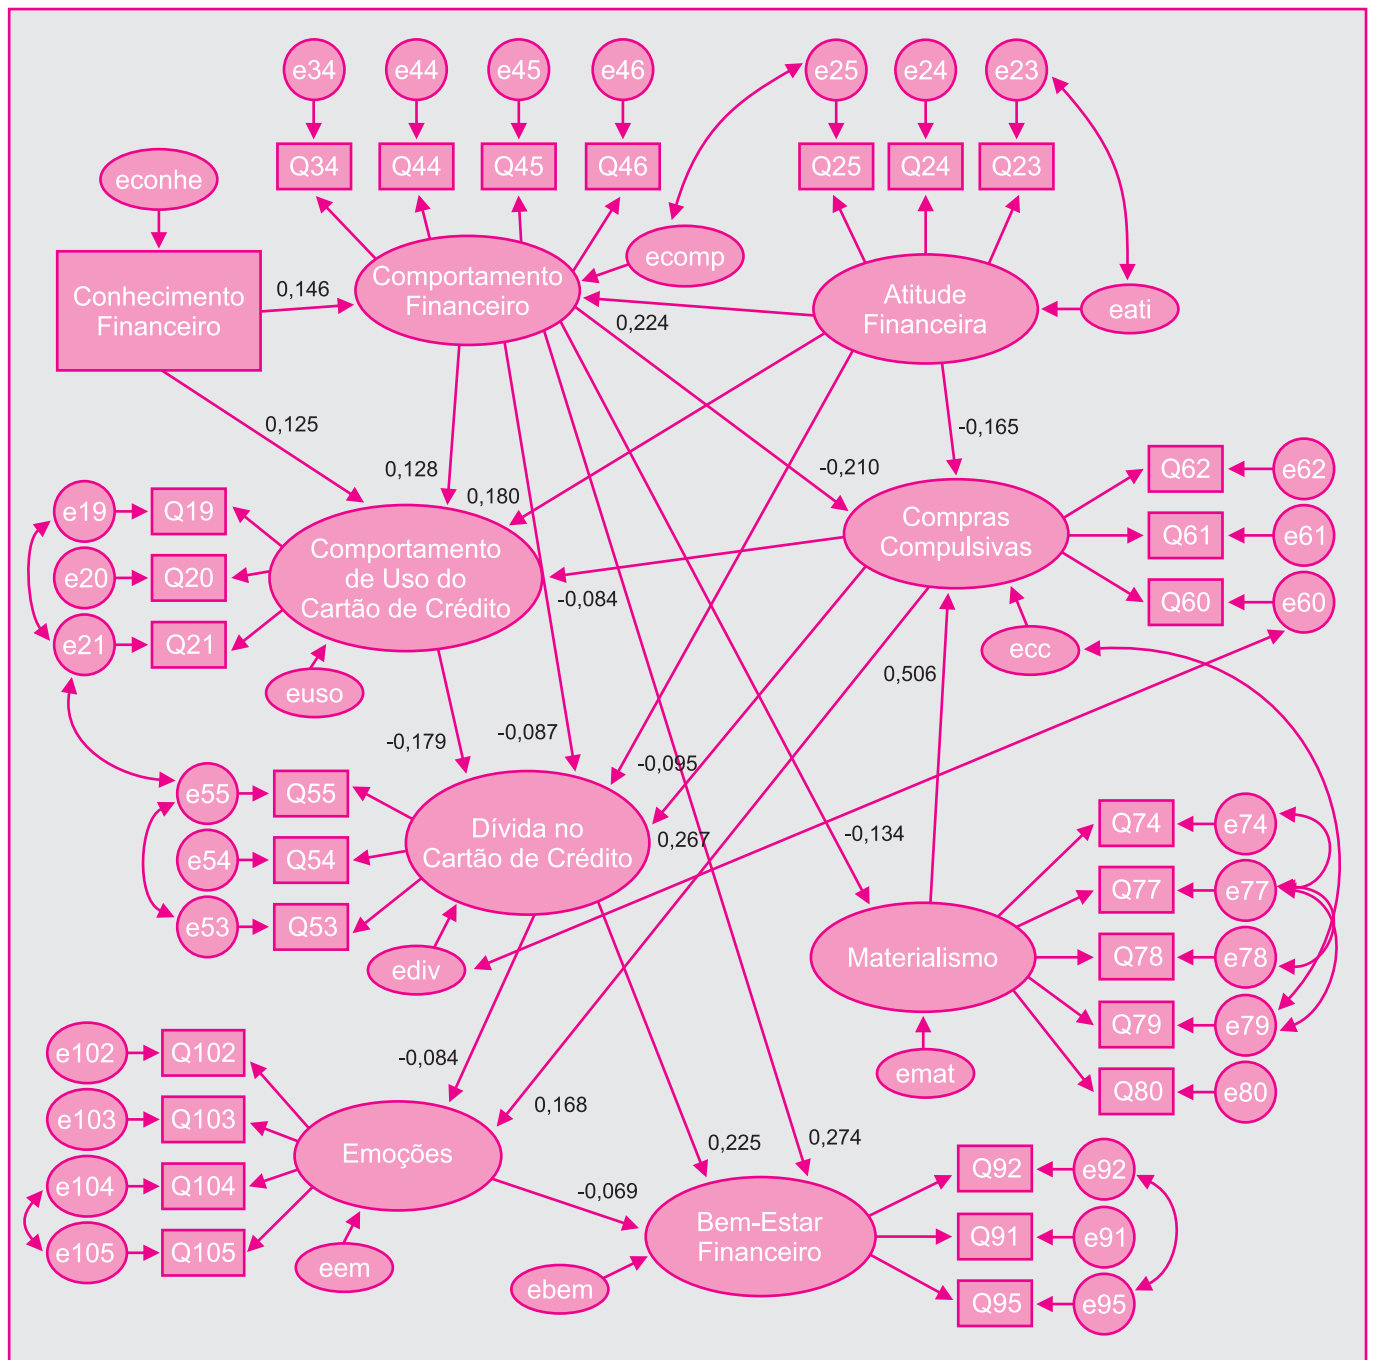 e34
e44
e45
e46
e25
e24
e23
Q34
Q44
Q45
Q46
Q25
Q24
Q23
econhe
ecomp
Conhecimento
Financeiro
0,146
Comportamento
Financeiro
0,224
Atitude
Financeira
eati
0,125
0,128
0,180
-0,210
-0,165
Q62
e62
e19
Q19
Comportamento
de Uso do
Cartão de Crédito
Compras
Compulsivas
Q61
e61
e20
Q20
-0,084
Q60
e60
e21
Q21
ecc
euso
0,506
-0,179
-0,087
-0,095
e55
Q55
Dívida no
Cartão de Crédito
0,267
-0,134
Q74
e74
e54
Q54
Q77
e77
e53
Q53
ediv
Materialismo
Q78
e78
Q79
e79
e102
Q102
-0,084
emat
Q80
e80
e103
Q103
0,168
Emoções
0,225
0,274
e104
Q104
-0,069
Q92
e92
e105
Q105
eem
Bem-Estar
Financeiro
Q91
e91
ebem
Q95
e95